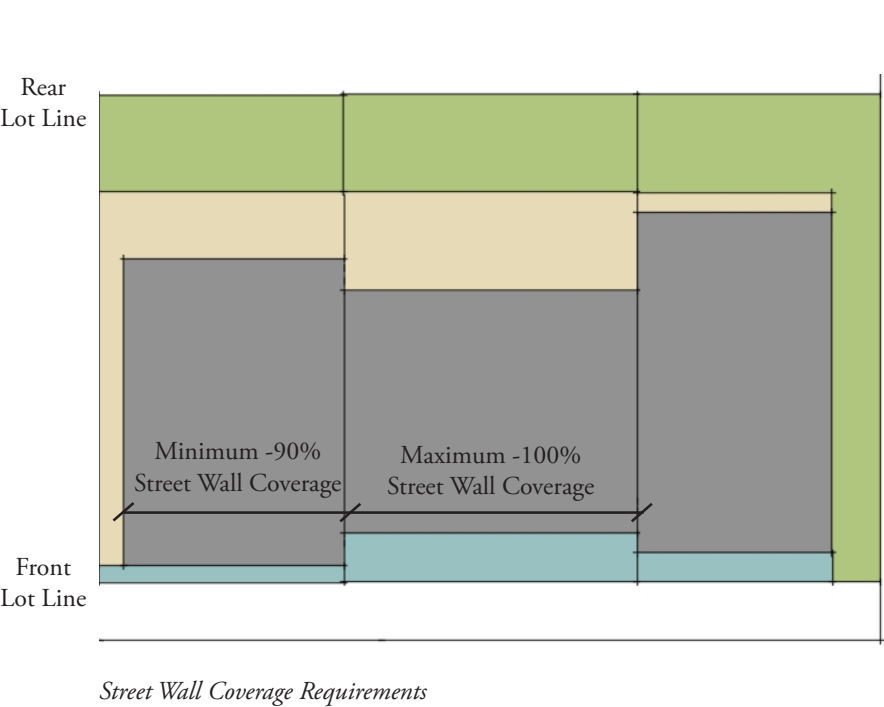 Rear
Lot Line
Minimum -90%
Street Wall Coverage
Maximum -100%
Street Wall Coverage
Front
Lot Line
Street Wall Coverage Requirements